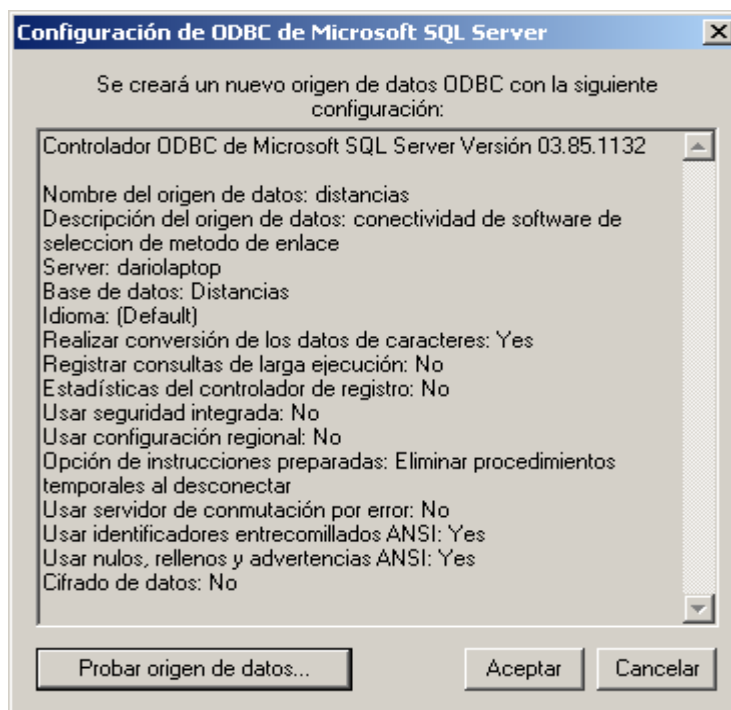 Configuración de ODBC de Microsoft SQL Server
Se creará un nuevo origen de datos ODBC con la siguiente
configuración:
Controlador ODBC de Microsoft SQL Server Versión 03.85.1132
Nombre del origen de datos: distancias
Descripción del origen de datos: conectividad de software de
seleccion de metodo de enlace
Server: dariolaptop
Base de datos: Distancias
Idioma: (Default)
Realizar conversión de los datos de caracteres: Yes
Registrar consultas de larga ejecución: No
Estadísticas del controlador de registro: No
Usar seguridad integrada: No
Usar configuración regional: No
Opción de instrucciones preparadas: Eliminar procedimientos
temporales al desconectar
Usar servidor de conmutación por error: No
Usar identificadores entrecomillados ANSI: Yes
Usar nulos, rellenos y advertencias ANSI: Yes
Cifrado de datos: No
Probar origen de datos... Aceptar Cancelar